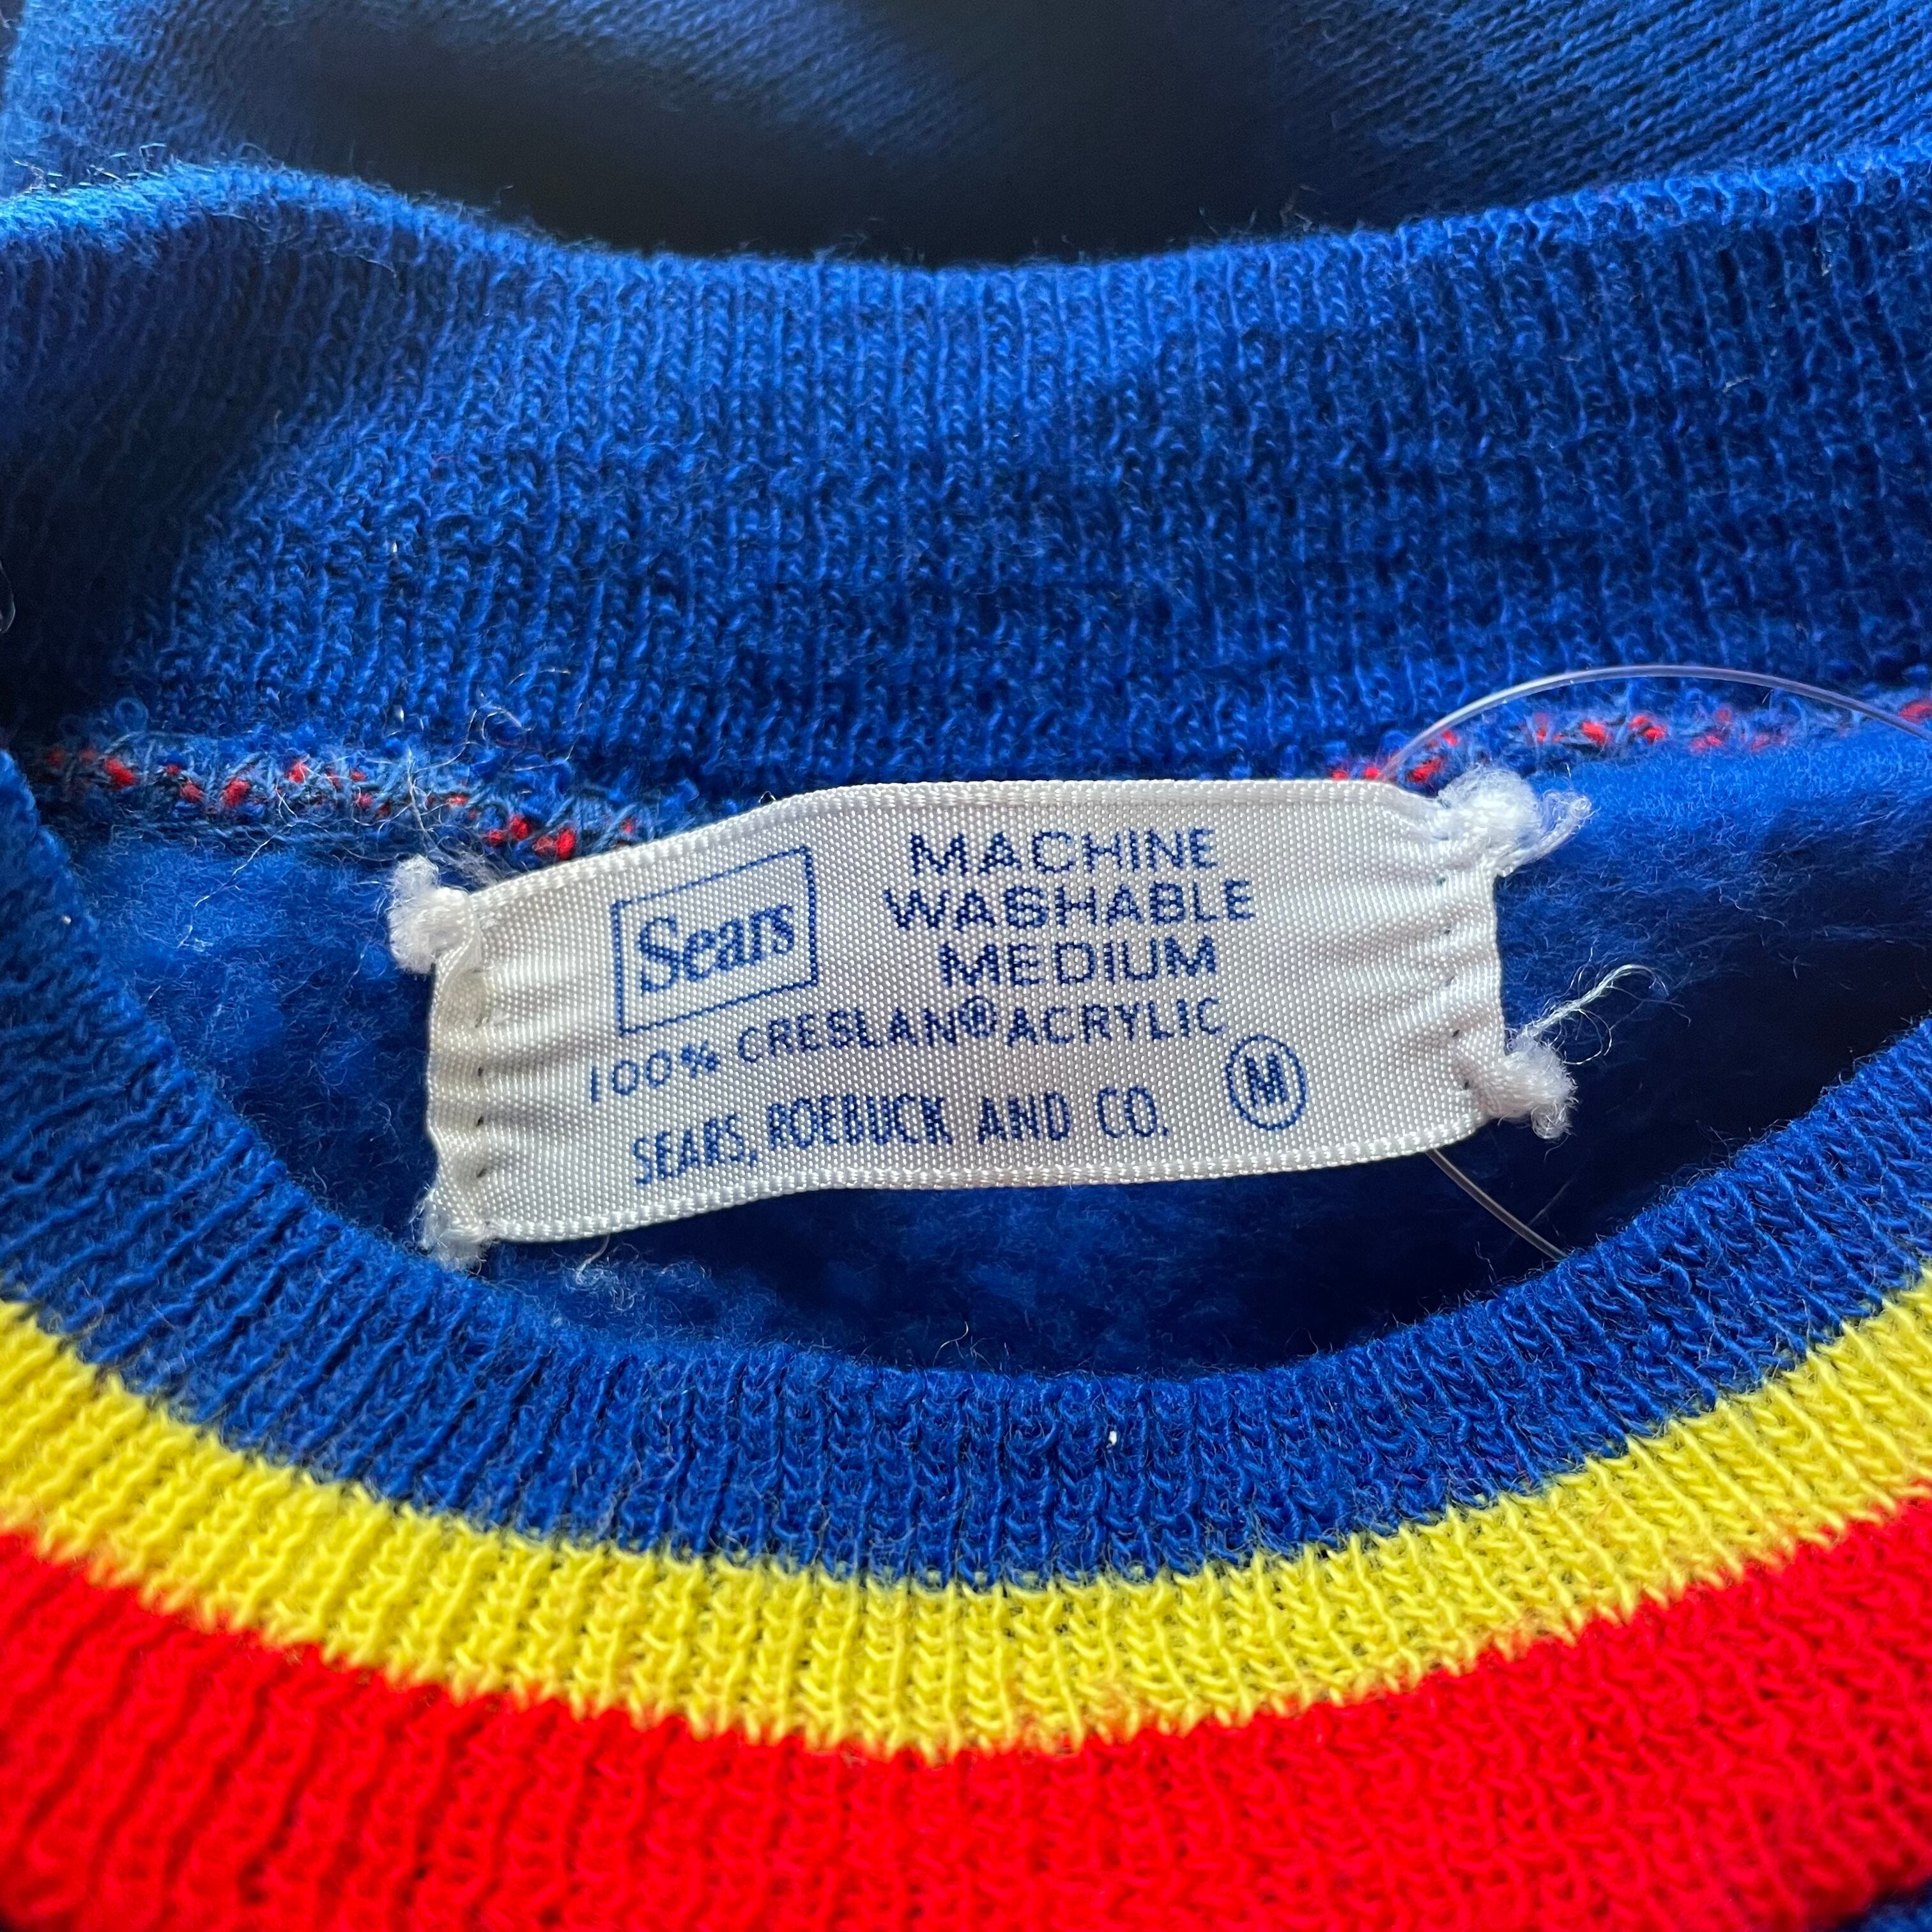 Sears
MACHINE
WASHABLE
MEDIUM
100% CRESLAN® ACRYLIC
SEARS, ROEBUCK AND CO.
M